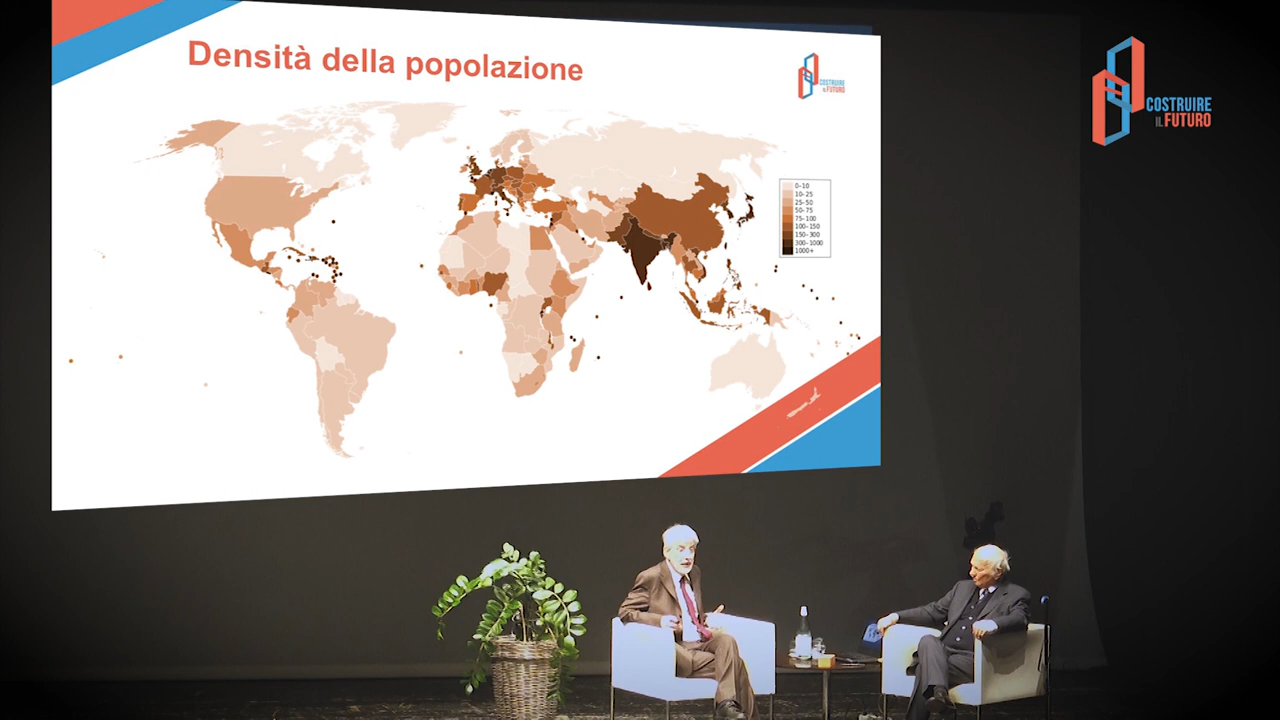 Densità della popolazione
COSTRUIRE
IL FUTURO
COSTRUIRE
IL FUTURO
0–10
10–25
25–50
50–75
75–100
100–150
150–300
300–1000
1000+